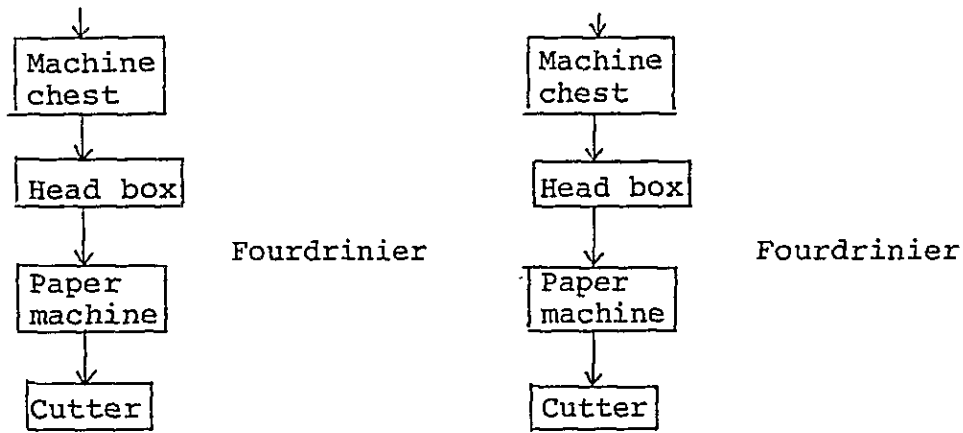 Machine
chest
Head box
Fourdrinier
Paper
machine
Cutter
Machine
chest
Head box
Fourdrinier
Paper
machine
Cutter